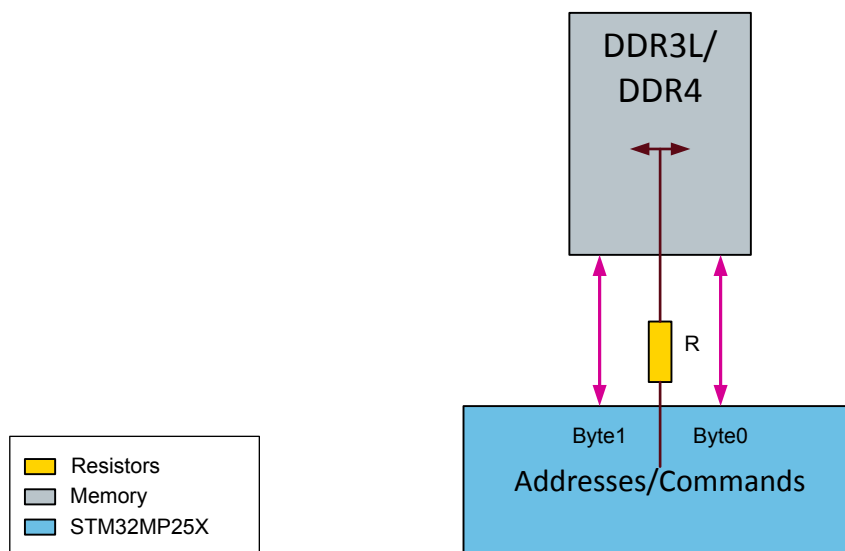 DDR3L/
DDR4
R
Byte1 Byte0
Addresses/Commands
Resistors
Memory
STM32MP25X